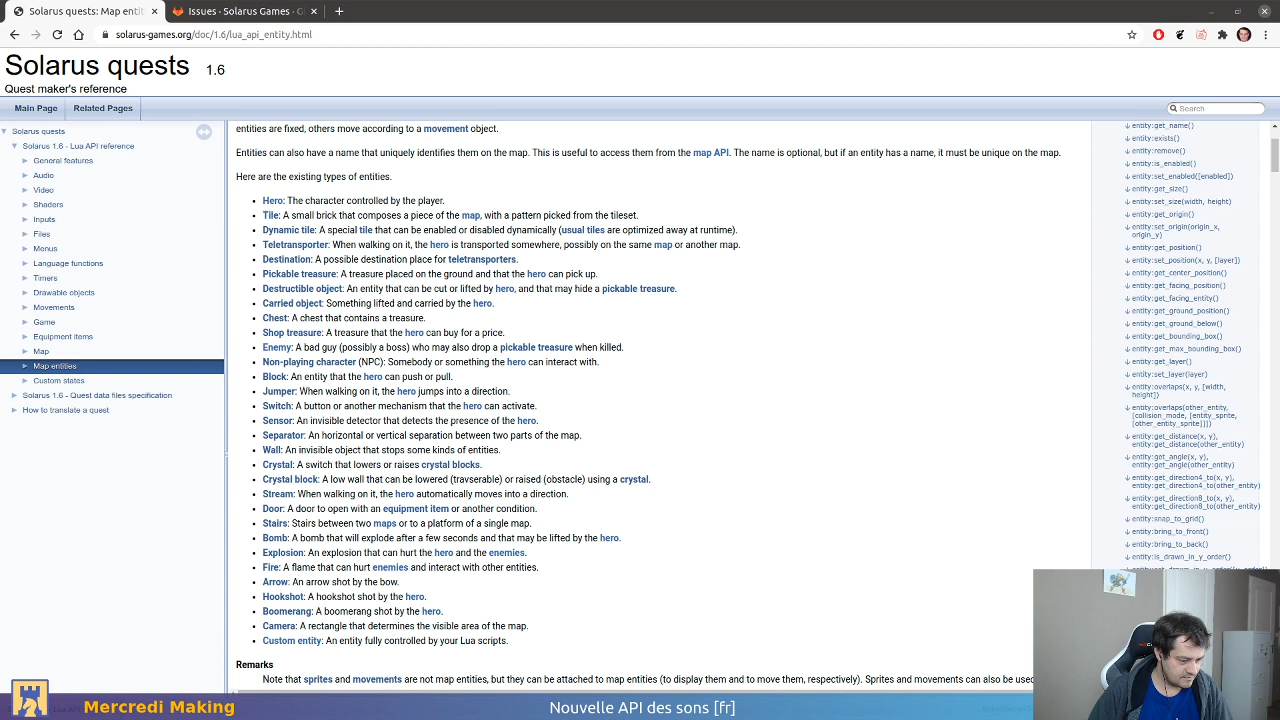 Solarus quests: Map entit
Issues · Solarus Games · G
solarus-games.org/doc/1.6/lua_api_entity.html
Solarus quests 1.6
Quest maker's reference
Main Page
Related Pages
Search
Solarus quests
Solarus 1.6 - Lua API reference
General features
Audio
Video
Shaders
Inputs
Files
Menus
Language functions
Timers
Drawable objects
Movements
Game
Equipment items
Map
Map entities
Custom states
Solarus 1.6 - Quest data files specification
How to translate a quest
entities are fixed, others move according to a movement object.
Entities can also have a name that uniquely identifies them on the map. This is useful to access them from the map API. The name is optional, but if an entity has a name, it must be unique on the map.
Here are the existing types of entities.
• Hero: The character controlled by the player.
• Tile: A small brick that composes a piece of the map, with a pattern picked from the tileset.
• Dynamic tile: A special tile that can be enabled or disabled dynamically (usual tiles are optimized away at runtime).
• Teletransporter: When walking on it, the hero is transported somewhere, possibly on the same map or another map.
• Destination: A possible destination place for teletransporters.
• Pickable treasure: A treasure placed on the ground and that the hero can pick up.
• Destructible object: An entity that can be cut or lifted by hero, and that may hide a pickable treasure.
• Carried object: Something lifted and carried by the hero.
• Chest: A chest that contains a treasure.
• Shop treasure: A treasure that the hero can buy for a price.
• Enemy: A bad guy (possibly a boss) who may also drop a pickable treasure when killed.
• Non-playing character (NPC): Somebody or something the hero can interact with.
• Block: An entity that the hero can push or pull.
• Jumper: When walking on it, the hero jumps into a direction.
• Switch: A button or another mechanism that the hero can activate.
• Sensor: An invisible detector that detects the presence of the hero.
• Separator: An horizontal or vertical separation between two parts of the map.
• Wall: An invisible object that stops some kinds of entities.
• Crystal: A switch that lowers or raises crystal blocks.
• Crystal block: A low wall that can be lowered (traversable) or raised (obstacle) using a crystal.
• Stream: When walking on it, the hero automatically moves into a direction.
• Door: A door to open with an equipment item or another condition.
• Stairs: Stairs between two maps or to a platform of a single map.
• Bomb: A bomb that will explode after a few seconds and that may be lifted by the hero.
• Explosion: An explosion that can hurt the hero and the enemies.
• Fire: A flame that can hurt enemies and interact with other entities.
• Arrow: An arrow shot by the bow.
• Hookshot: A hookshot shot by the hero.
• Boomerang: A boomerang shot by the hero.
• Camera: A rectangle that determines the visible area of the map.
• Custom entity: An entity fully controlled by your Lua scripts.
Remarks
Note that sprites and movements are not map entities, but they can be attached to map entities (to display them and to move them, respectively). Sprites and movements can also be used
entity:get_name()
entity:exists()
entity:remove()
entity:is_enabled()
entity:set_enabled([enabled])
entity:get_size()
entity:set_size(width, height)
entity:get_origin()
entity:set_origin(origin_x,
origin_y)
entity:get_position()
entity:set_position(x, y, [layer])
entity:get_center_position()
entity:get_facing_position()
entity:get_facing_entity()
entity:get_ground_position()
entity:get_ground_below()
entity:get_bounding_box()
entity:get_max_bounding_box()
entity:get_layer()
entity:set_layer(layer)
entity:overlaps(x, y, [width,
height])
entity:overlaps(other_entity,
[collision_mode, [entity_sprite,
[other_entity_sprite]]])
entity:get_distance(x, y),
entity:get_distance(other_entity)
entity:get_angle(x, y),
entity:get_angle(other_entity)
entity:get_direction4_to(x, y),
entity:get_direction4_to(other_entity)
entity:get_direction8_to(x, y),
entity:get_direction8_to(other_entity)
entity:snap_to_grid()
entity:bring_to_front()
entity:bring_to_back()
entity:is_drawn_in_y_order()
Mercredi Making
Nouvelle API des sons [fr]